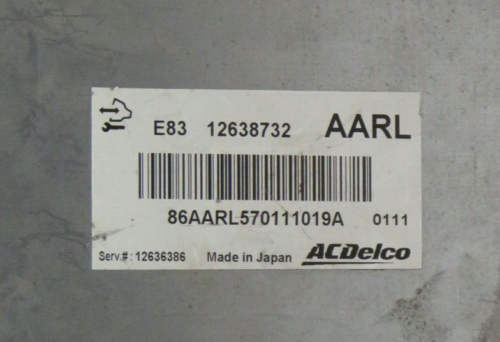 E83 12638732 AARL
86AARL570111019A 0111
Serv.#: 12636386 Made in Japan ACDelco